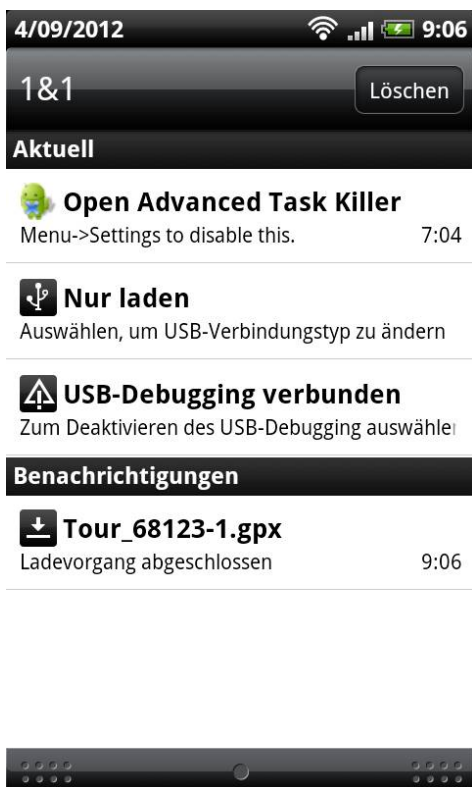 4/09/2012 9:06
1&1 Löschen
Aktuell
Open Advanced Task Killer
Menu->Settings to disable this. 7:04
Nur laden
Auswählen, um USB-Verbindungstyp zu ändern
USB-Debugging verbunden
Zum Deaktivieren des USB-Debugging auswähle
Benachrichtigungen
Tour_68123-1.gpx
Ladevorgang abgeschlossen 9:06